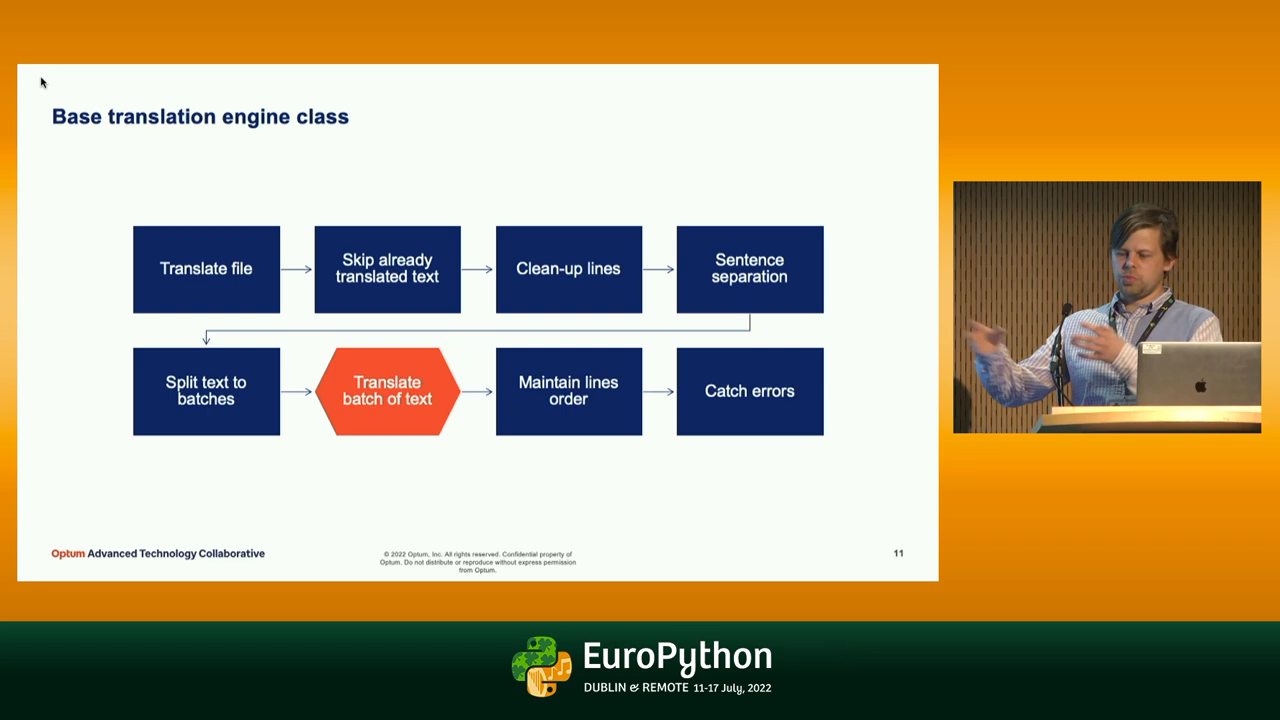 Base translation engine class
Translate file
Skip already
translated text
Clean-up lines
Sentence
separation
Split text to
batches
Translate
batch of text
Maintain lines
order
Catch errors
Optum Advanced Technology Collaborative
© 2022 Optum, Inc. All rights reserved. Confidential property of
Optum. Do not distribute or reproduce without express permission
from Optum.
11
EuroPython
DUBLIN & REMOTE 11-17 July, 2022